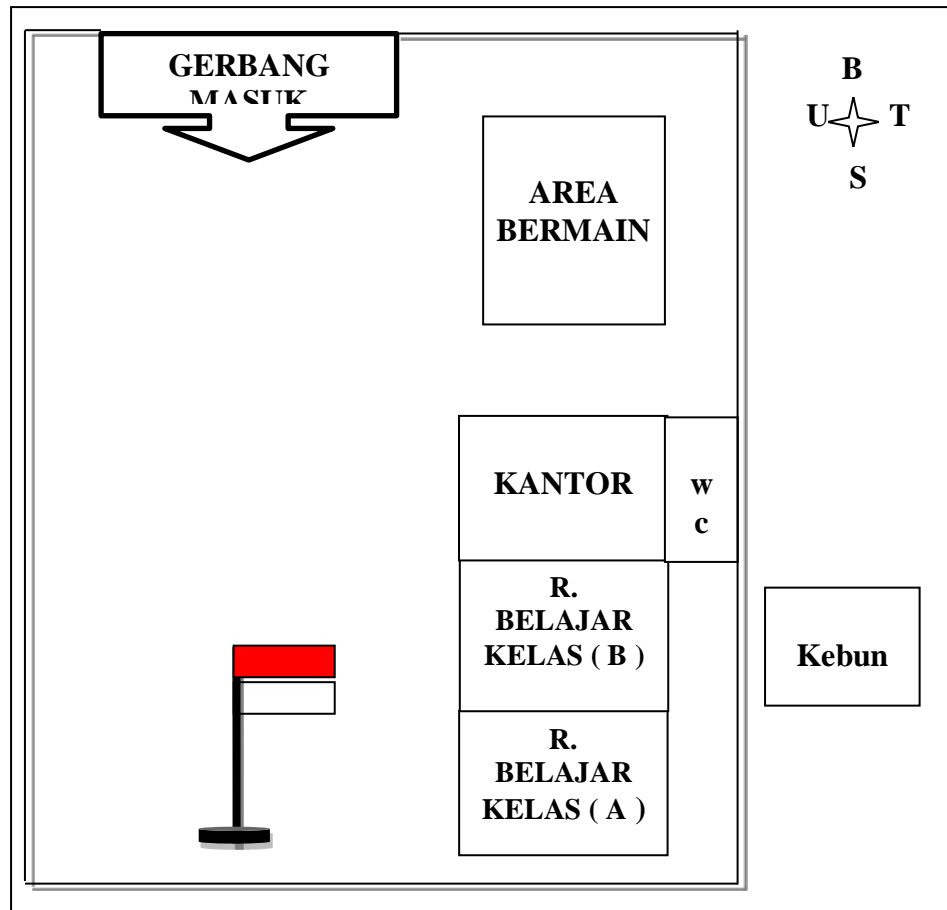 GERBANG
MASUK
B
U T
S
AREA
BERMAIN
KANTOR
w
c
R.
BELAJAR
KELAS ( B )
Kebun
R.
BELAJAR
KELAS ( A )